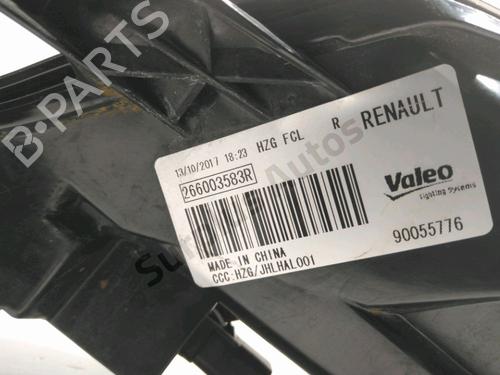 B-PARTS
13/10/2017 18:23 HZG FCL R RENAULT
266003583R
Valeo
Lighting Systems
MADE IN CHINA
CCC:HZG/JHLHAL001
90055776